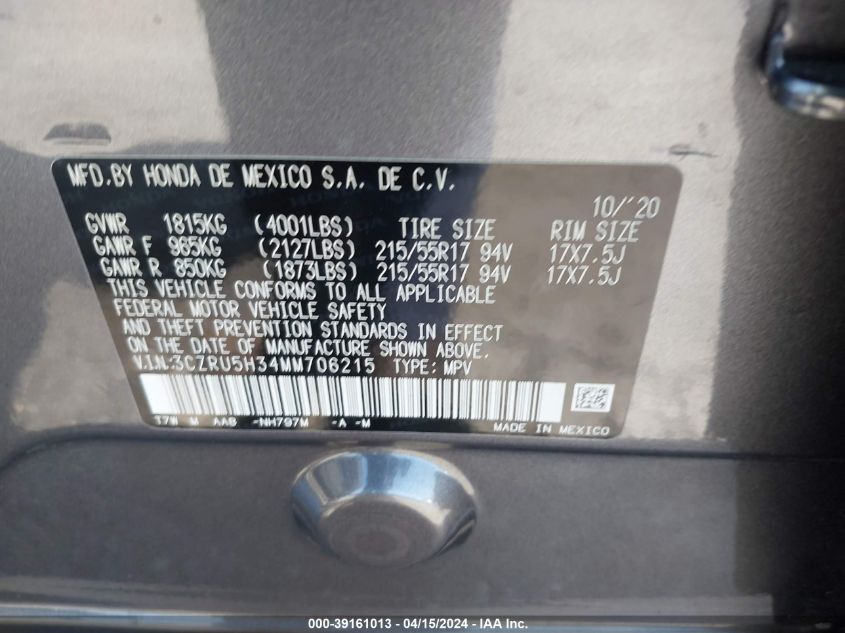 MFD.BY HONDA DE MEXICO S.A. DE C.V.
10/'20
GVWR 1815KG (4001LBS) TIRE SIZE RIM SIZE
GAWR F 965KG (2127LBS) 215/55R17 94V 17X7.5J
GAWR R 850KG (1873LBS) 215/55R17 94V 17X7.5J
THIS VEHICLE CONFORMS TO ALL APPLICABLE
FEDERAL MOTOR VEHICLE SAFETY
AND THEFT PREVENTION STANDARDS IN EFFECT
ON THE DATE OF MANUFACTURE SHOWN ABOVE.
V.I.N:3CZRU5H34MM706215 TYPE: MPV
T7W M AAB -NH797M -A -M
MADE IN MEXICO
000-39161013 - 04/15/2024 - IAA Inc.